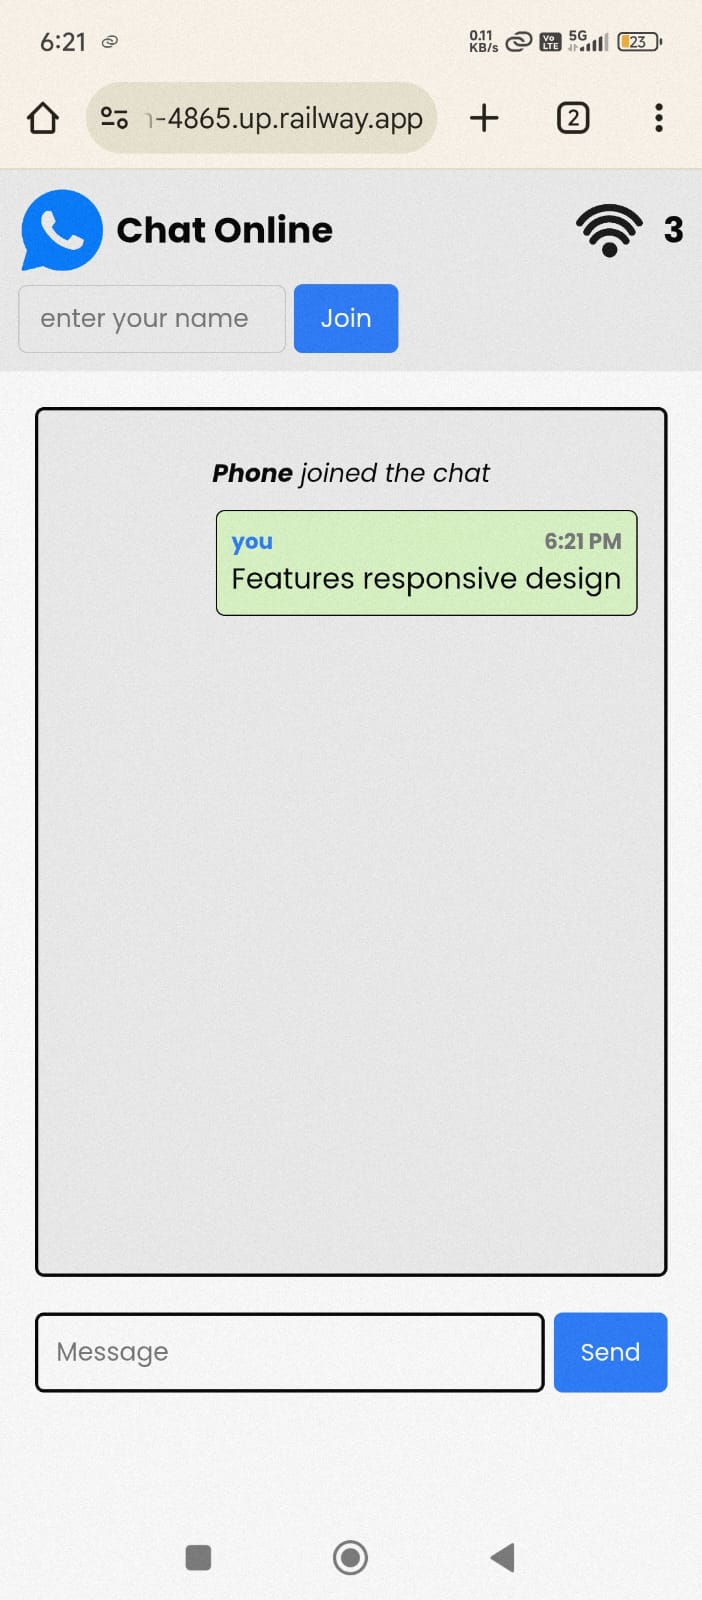 6:21 0.11 KB/s Vo LTE 5G 23
-4865.up.railway.app 2
Chat Online 3
enter your name Join
Phone joined the chat
you 6:21 PM
Features responsive design
Message Send